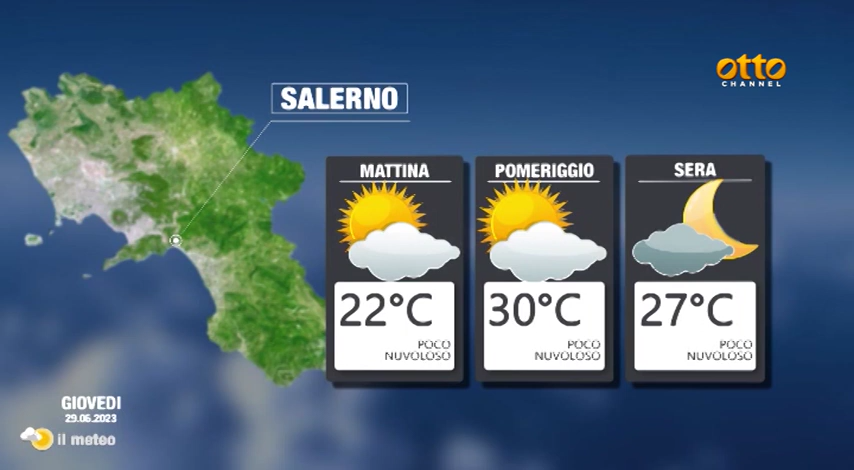 otto
CHANNEL
SALERNO
MATTINA
22°C
POCO
NUVOLOSO
POMERIGGIO
30°C
POCO
NUVOLOSO
SERA
27°C
POCO
NUVOLOSO
GIOVEDI
29.06.2023
il meteo